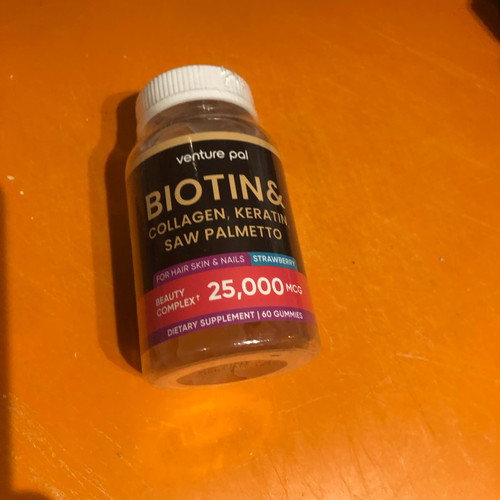 venture pal
BIOTIN&
COLLAGEN, KERATIN
SAW PALMETTO
FOR HAIR SKIN & NAILS STRAWBERRY
BEAUTY
COMPLEX† 25,000 MCG
DIETARY SUPPLEMENT | 60 GUMMIES